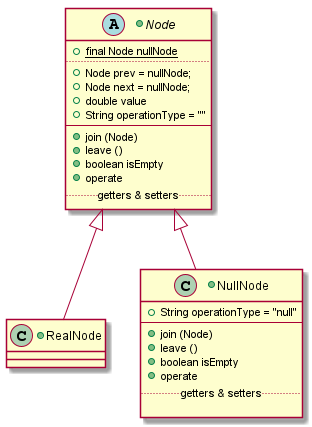 A Node
final Node nullNode
Node prev = nullNode;
Node next = nullNode;
double value
String operationType = ""
join (Node)
leave ()
boolean isEmpty
operate
getters & setters
C RealNode
C NullNode
String operationType = "null"
join (Node)
leave ()
boolean isEmpty
operate
getters & setters